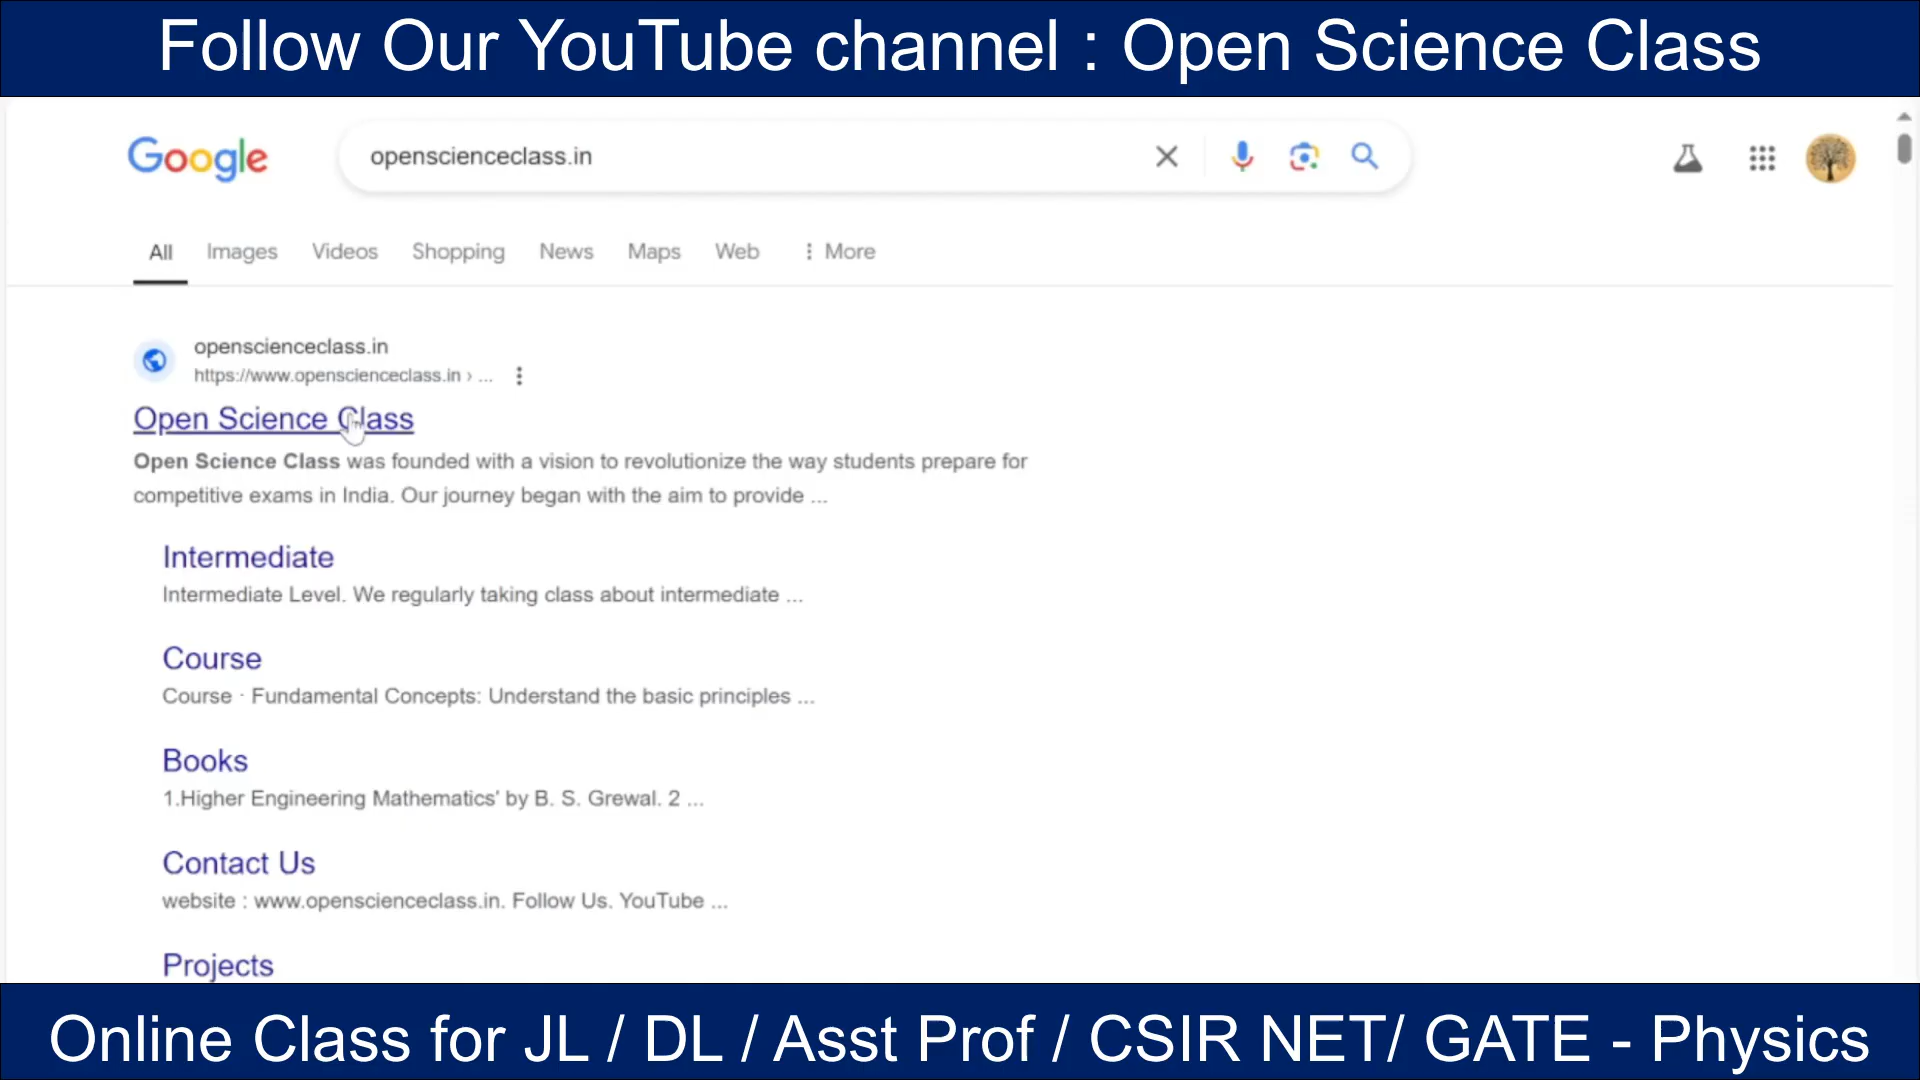 Follow Our YouTube channel : Open Science Class
Google
openscienceclass.in
All Images Videos Shopping News Maps Web More
openscienceclass.in
https://www.openscienceclass.in › ...
Open Science Class
Open Science Class was founded with a vision to revolutionize the way students prepare for
competitive exams in India. Our journey began with the aim to provide ...
Intermediate
Intermediate Level. We regularly taking class about intermediate ...
Course
Course · Fundamental Concepts: Understand the basic principles ...
Books
1.Higher Engineering Mathematics' by B. S. Grewal. 2 ...
Contact Us
website : www.openscienceclass.in. Follow Us. YouTube ...
Projects
Online Class for JL / DL / Asst Prof / CSIR NET/ GATE - Physics